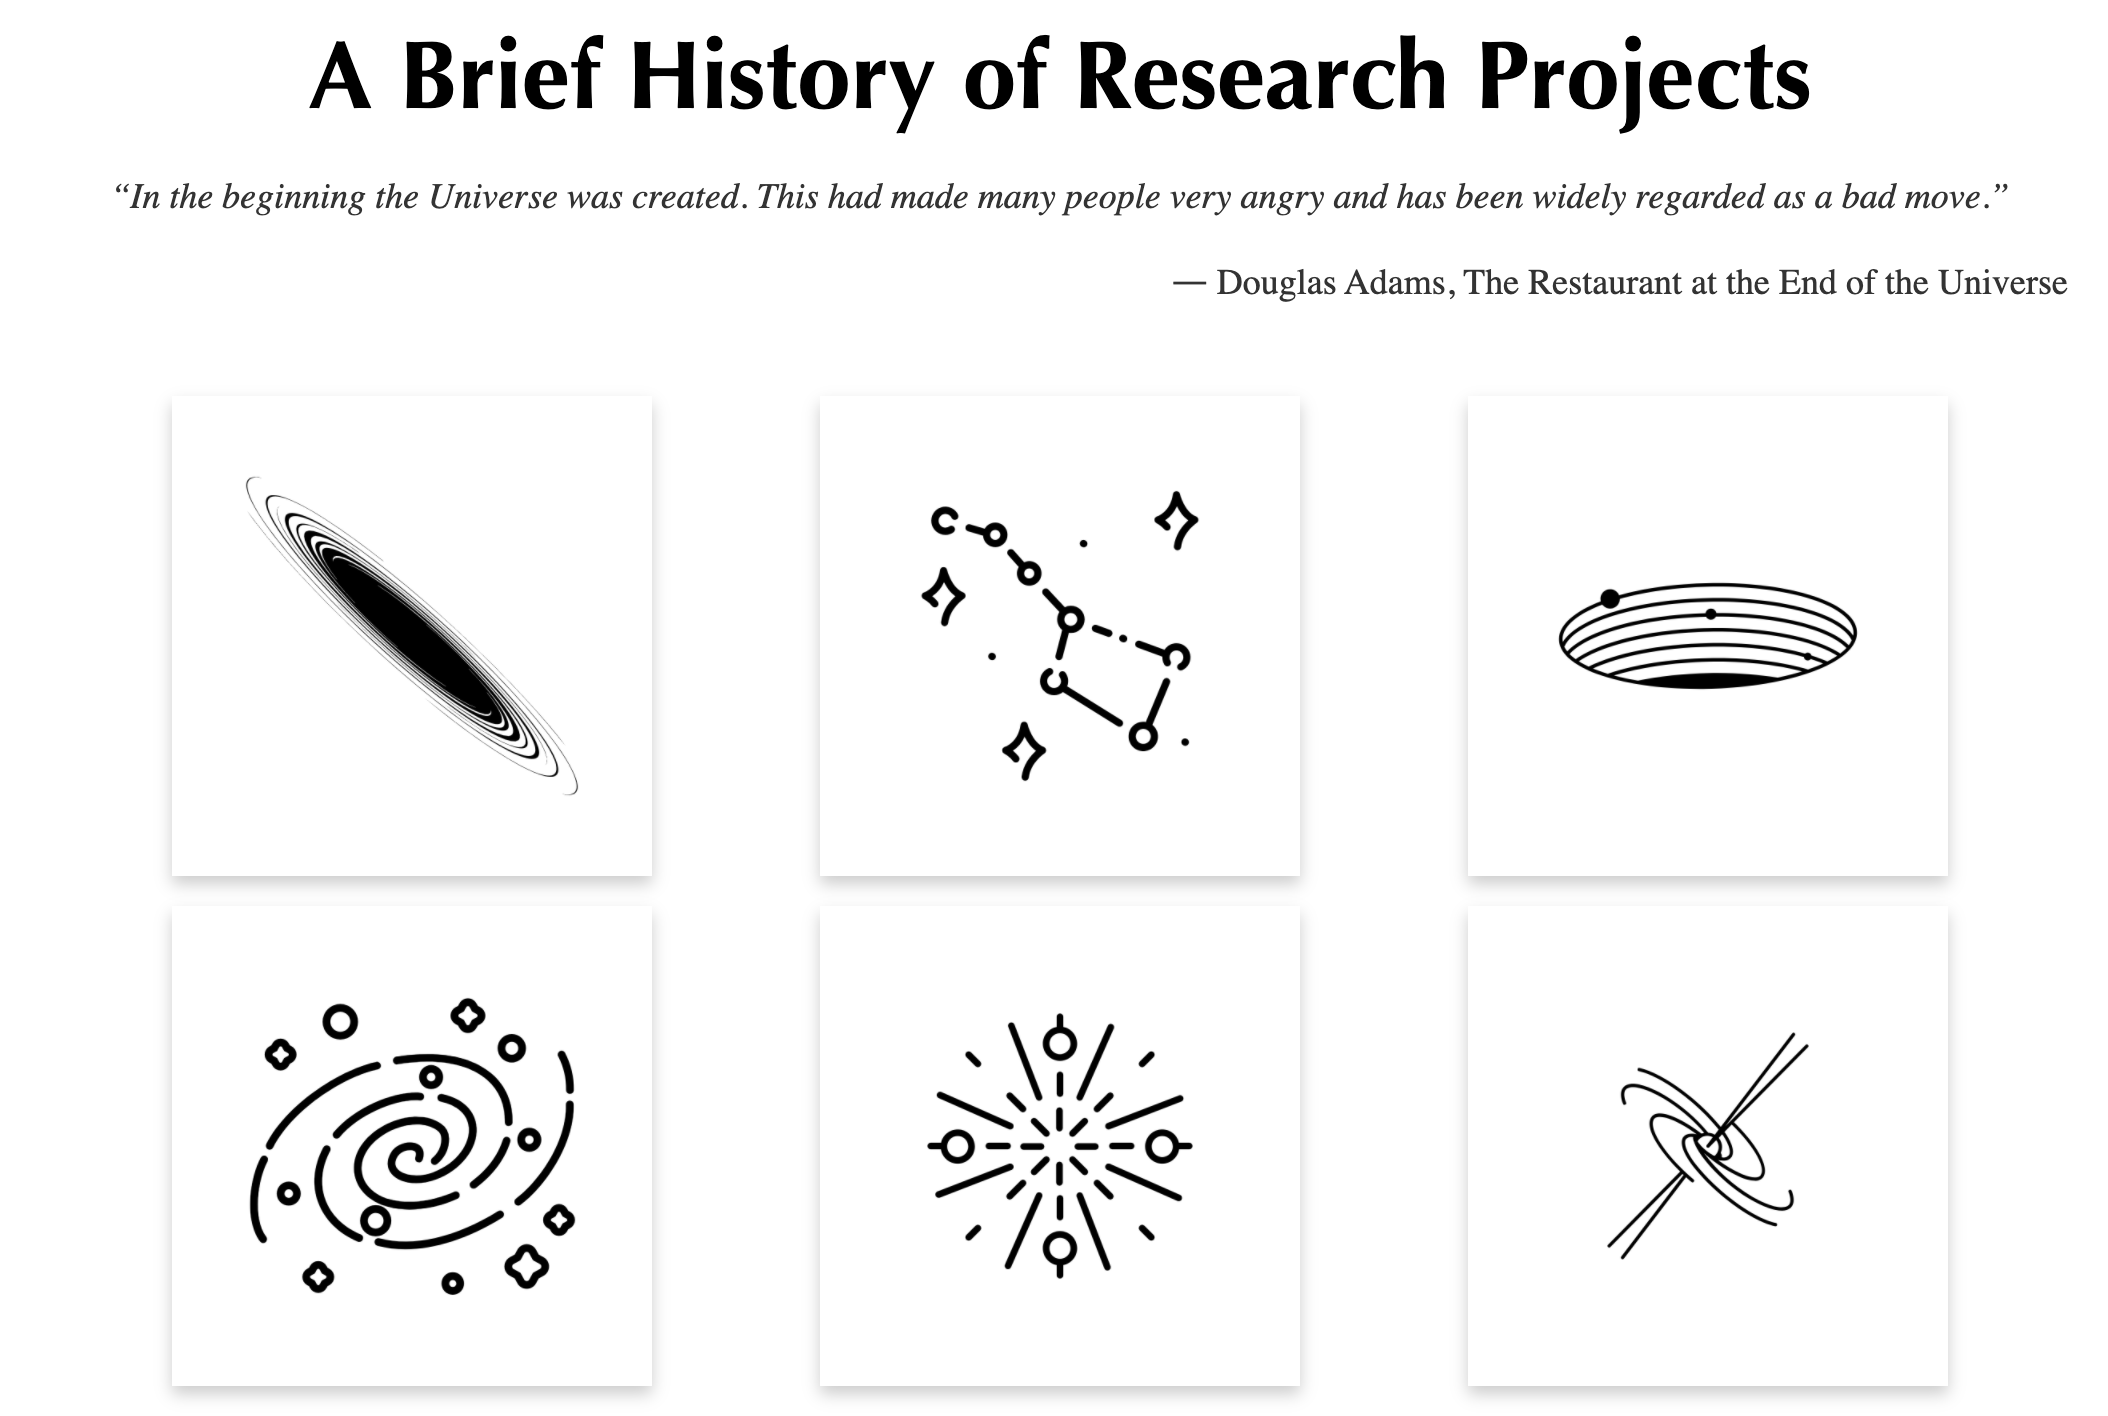 A Brief History of Research Projects
“In the beginning the Universe was created. This had made many people very angry and has been widely regarded as a bad move.”
— Douglas Adams, The Restaurant at the End of the Universe